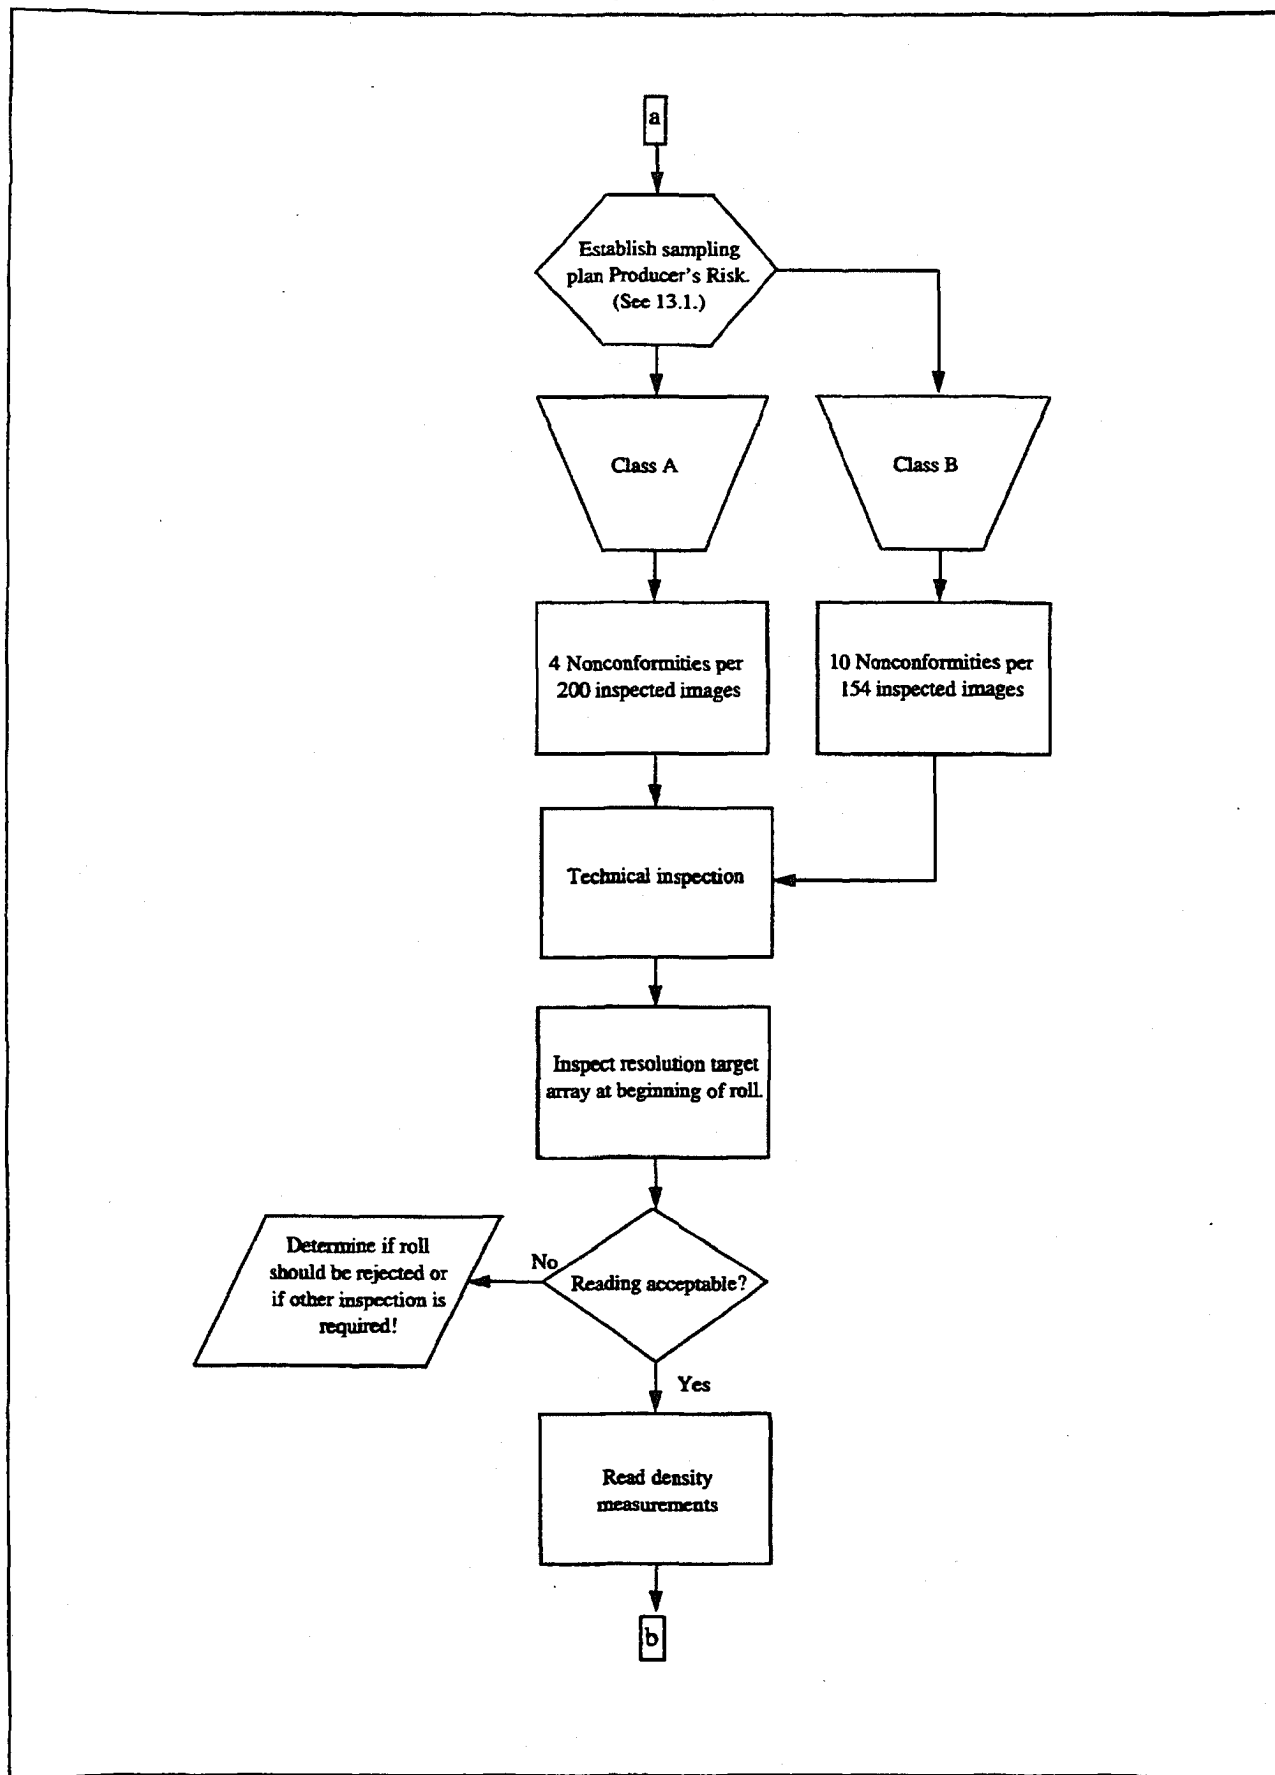 a
Establish sampling
plan Producer's Risk.
(See 13.1.)
Class A
Class B
4 Nonconformities per
200 inspected images
10 Nonconformities per
154 inspected images
Technical inspection
Inspect resolution target
array at beginning of roll.
Determine if roll
should be rejected or
if other inspection is
required!
No
Reading acceptable?
Yes
Read density
measurements
b